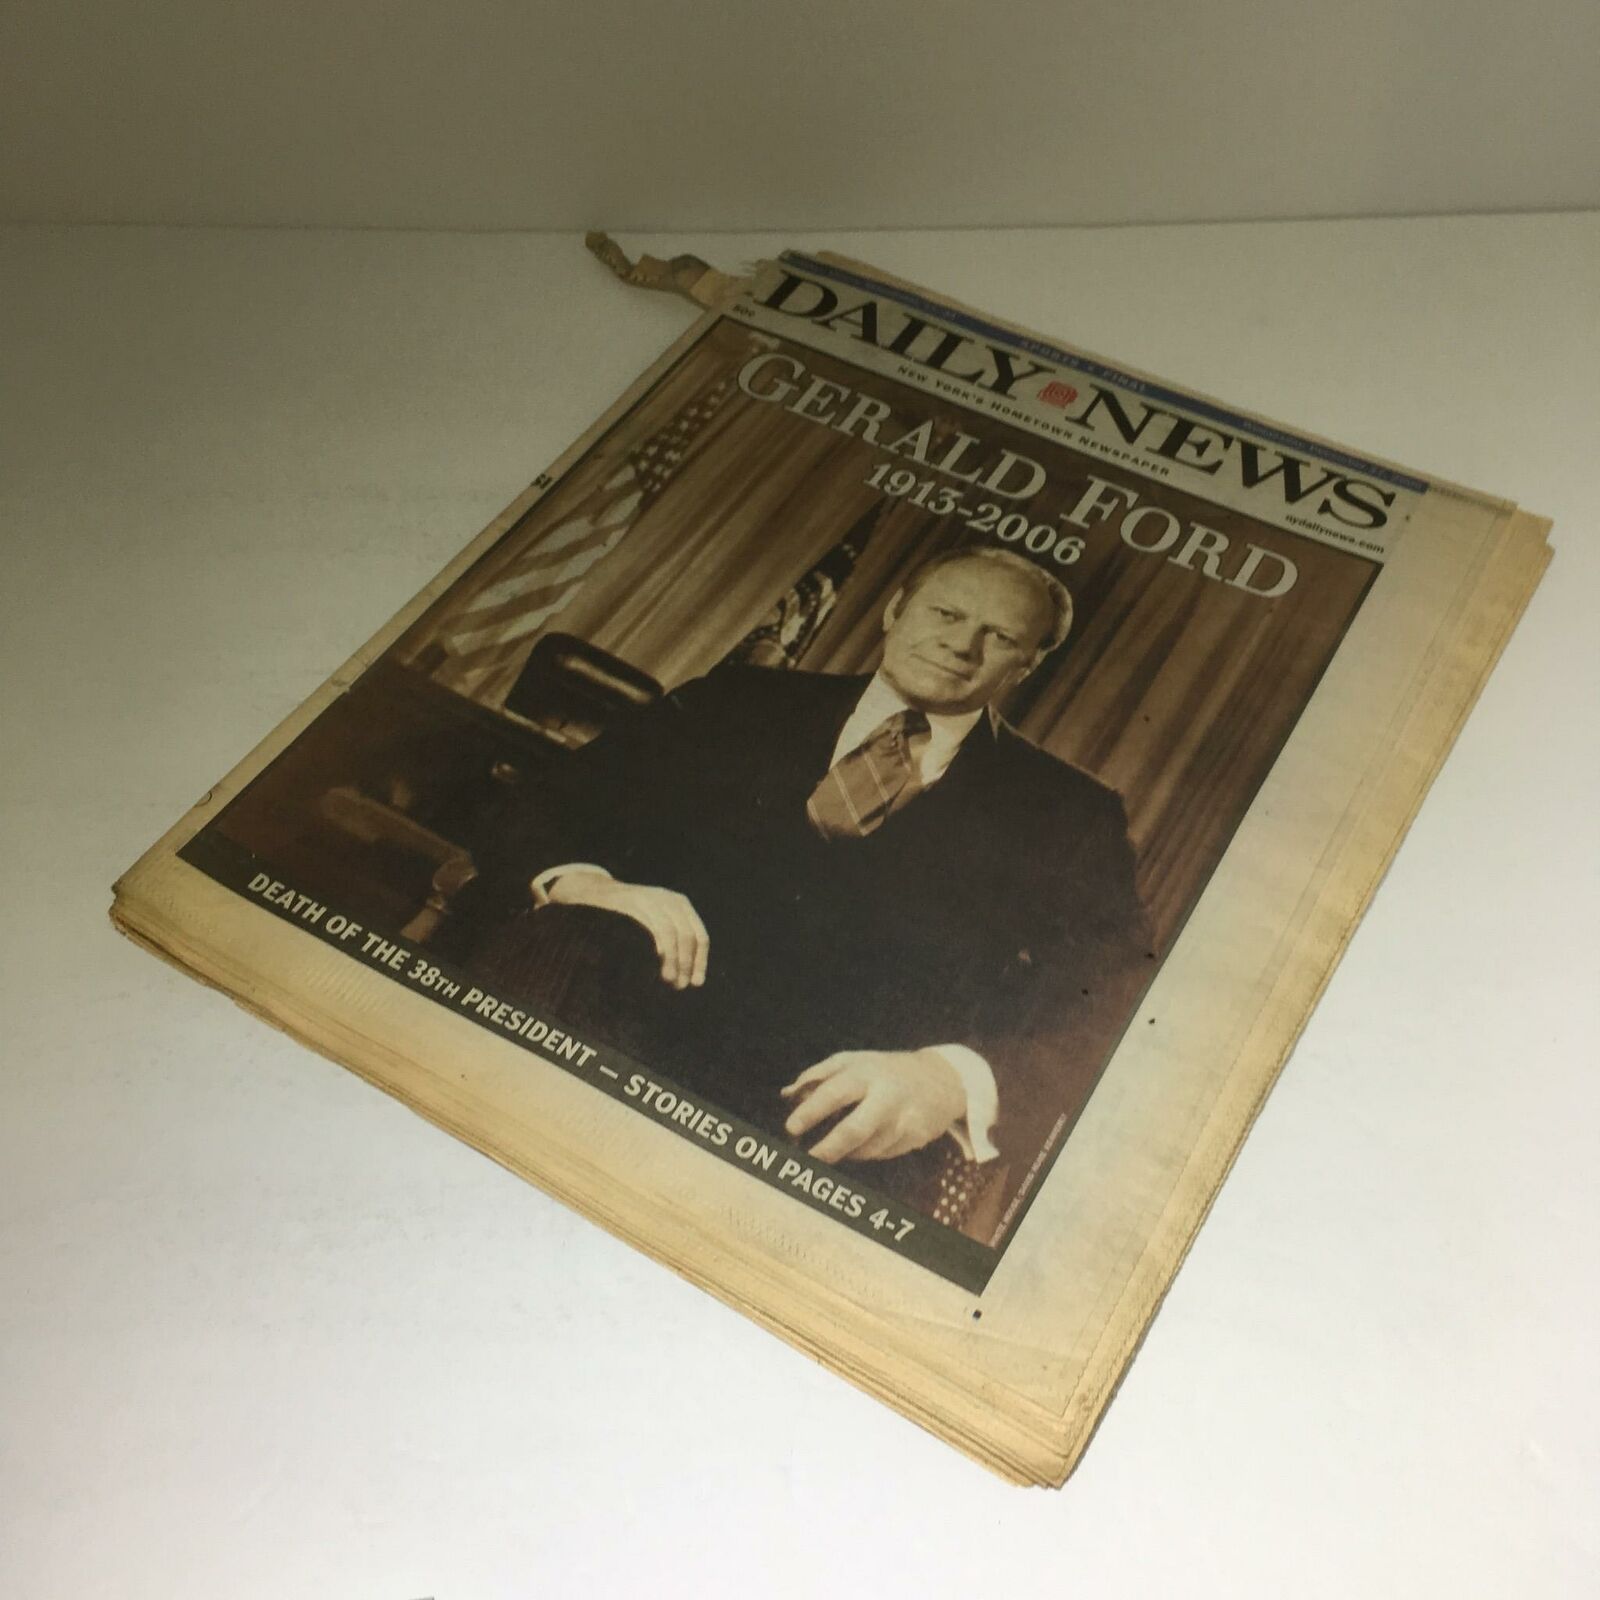 SPORTS ★ FINAL
DAILY NEWS
50¢
NEW YORK'S HOMETOWN NEWSPAPER
nydailynews.com
GERALD FORD
1913-2006
DEATH OF THE 38TH PRESIDENT — STORIES ON PAGES 4-7